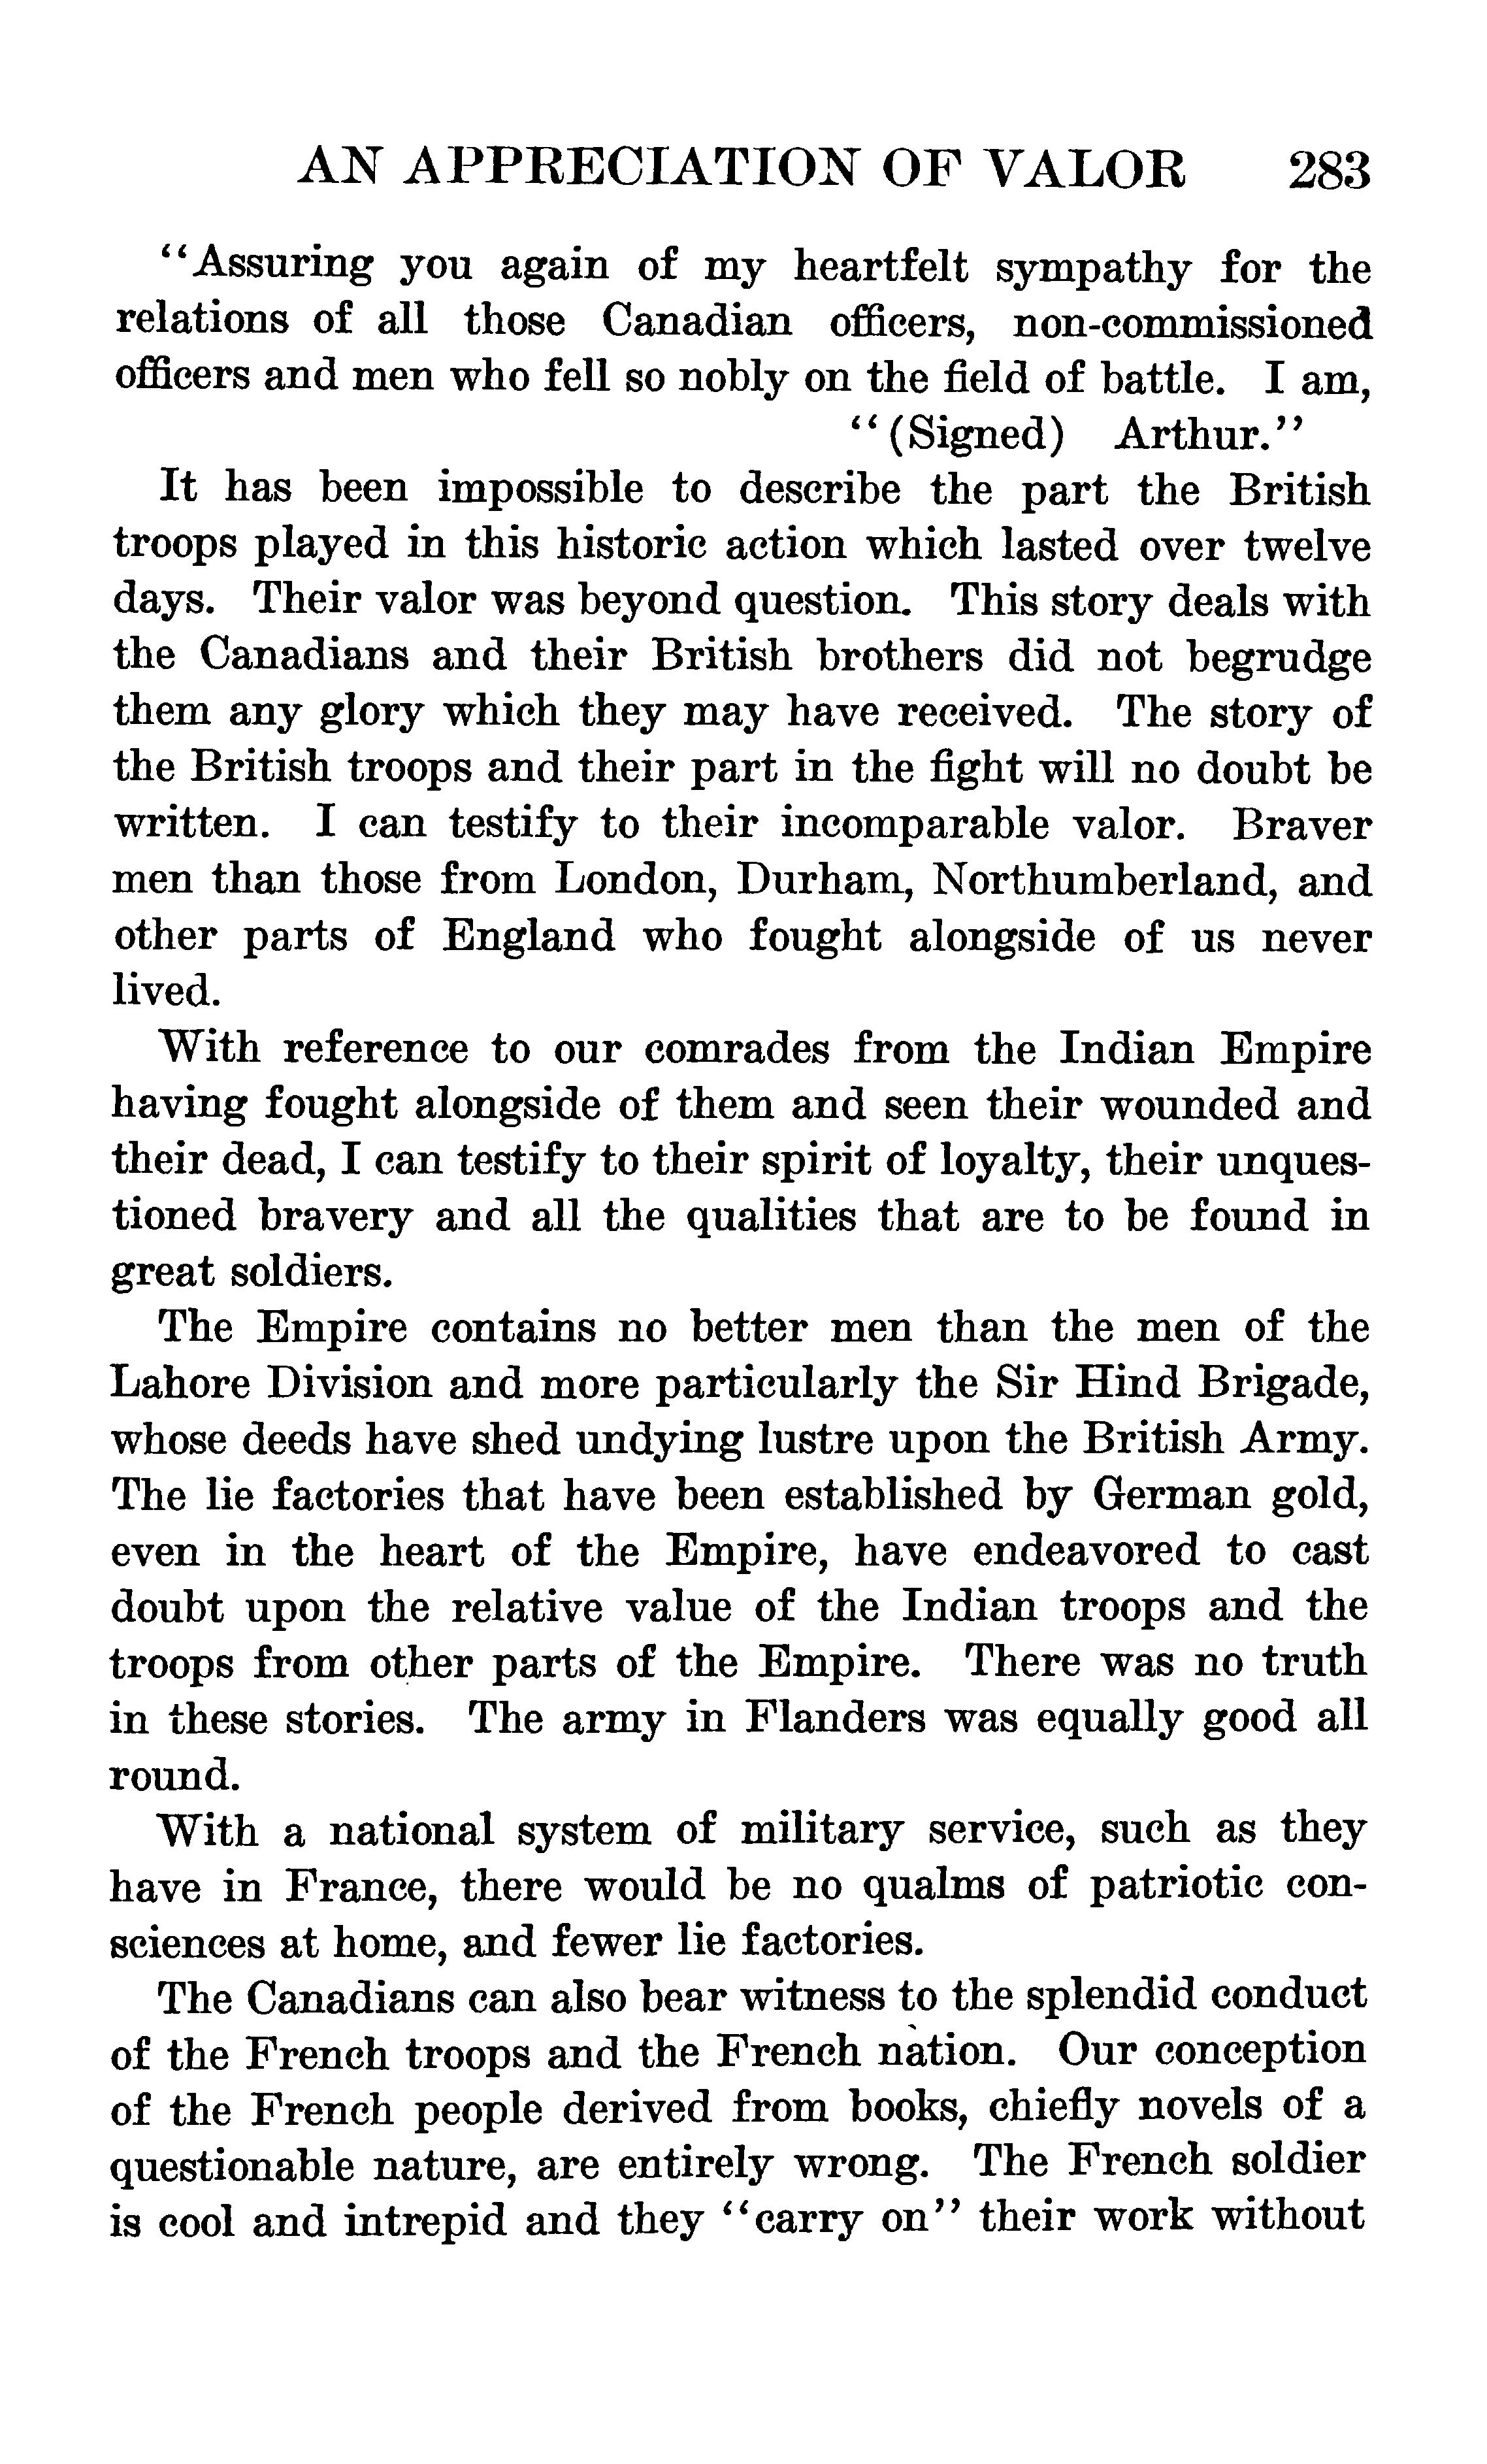 AN APPRECIATION OF VALOR 283
“Assuring you again of my heartfelt sympathy for the
relations of all those Canadian officers, non-commissioned
officers and men who fell so nobly on the field of battle. I am,
“(Signed) Arthur.”
It has been impossible to describe the part the British
troops played in this historic action which lasted over twelve
days. Their valor was beyond question. This story deals with
the Canadians and their British brothers did not begrudge
them any glory which they may have received. The story of
the British troops and their part in the fight will no doubt be
written. I can testify to their incomparable valor. Braver
men than those from London, Durham, Northumberland, and
other parts of England who fought alongside of us never
lived.
With reference to our comrades from the Indian Empire
having fought alongside of them and seen their wounded and
their dead, I can testify to their spirit of loyalty, their unques-
tioned bravery and all the qualities that are to be found in
great soldiers.
The Empire contains no better men than the men of the
Lahore Division and more particularly the Sir Hind Brigade,
whose deeds have shed undying lustre upon the British Army.
The lie factories that have been established by German gold,
even in the heart of the Empire, have endeavored to cast
doubt upon the relative value of the Indian troops and the
troops from other parts of the Empire. There was no truth
in these stories. The army in Flanders was equally good all
round.
With a national system of military service, such as they
have in France, there would be no qualms of patriotic con-
sciences at home, and fewer lie factories.
The Canadians can also bear witness to the splendid conduct
of the French troops and the French nation. Our conception
of the French people derived from books, chiefly novels of a
questionable nature, are entirely wrong. The French soldier
is cool and intrepid and they “carry on” their work without